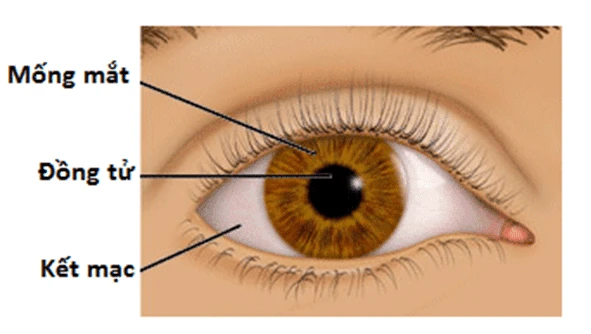 Mống mắt
Đồng tử
Kết mạc